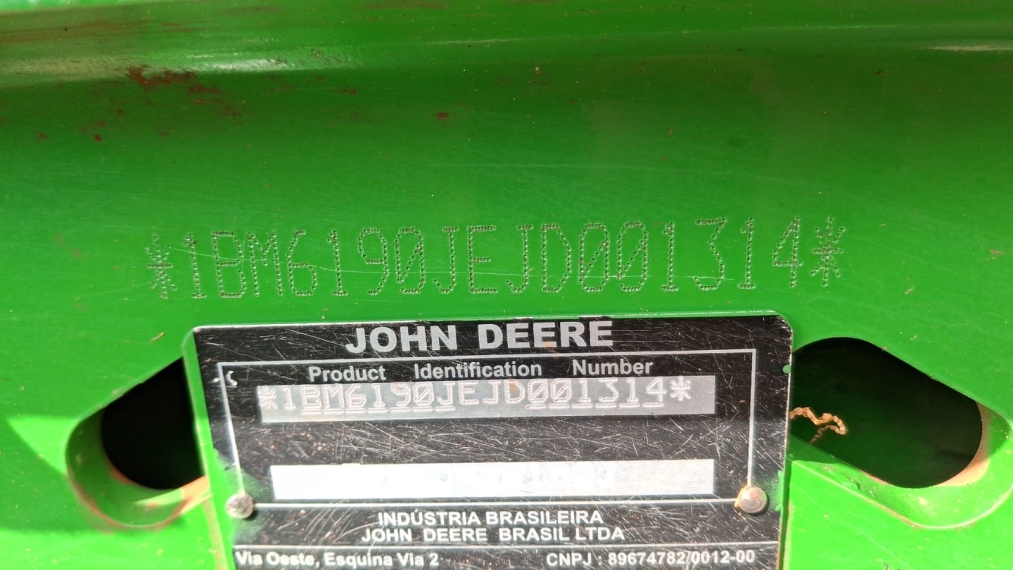 *1BM6190JEJD001314*
JOHN DEERE
Product Identification Number
*1BM6190JEJD001314*
INDÚSTRIA BRASILEIRA
JOHN DEERE BRASIL LTDA
Via Oeste, Esquina Via 2 CNPJ : 89674782/0012-00